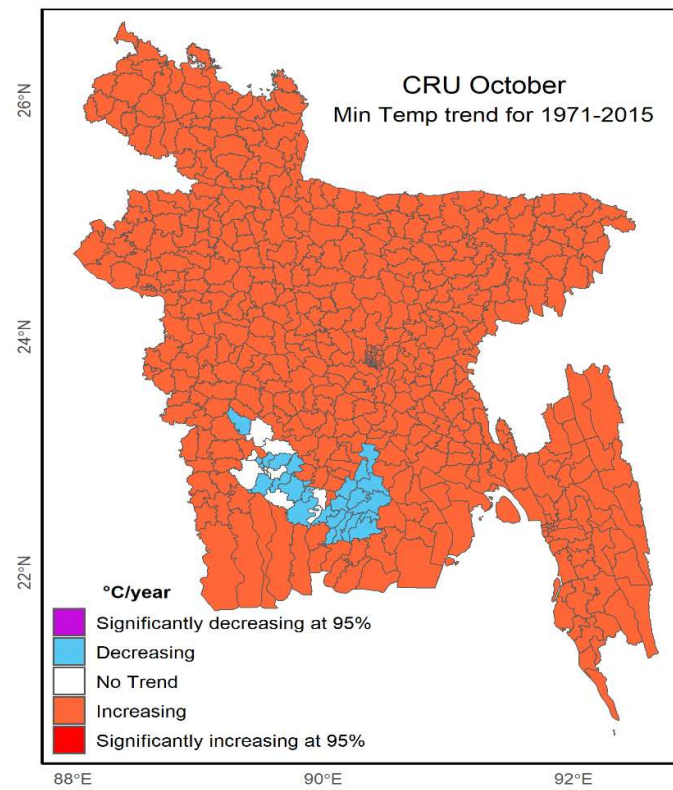 CRU October
Min Temp trend for 1971-2015
26°N
24°N
22°N
°C/year
Significantly decreasing at 95%
Decreasing
No Trend
Increasing
Significantly increasing at 95%
88°E
90°E
92°E